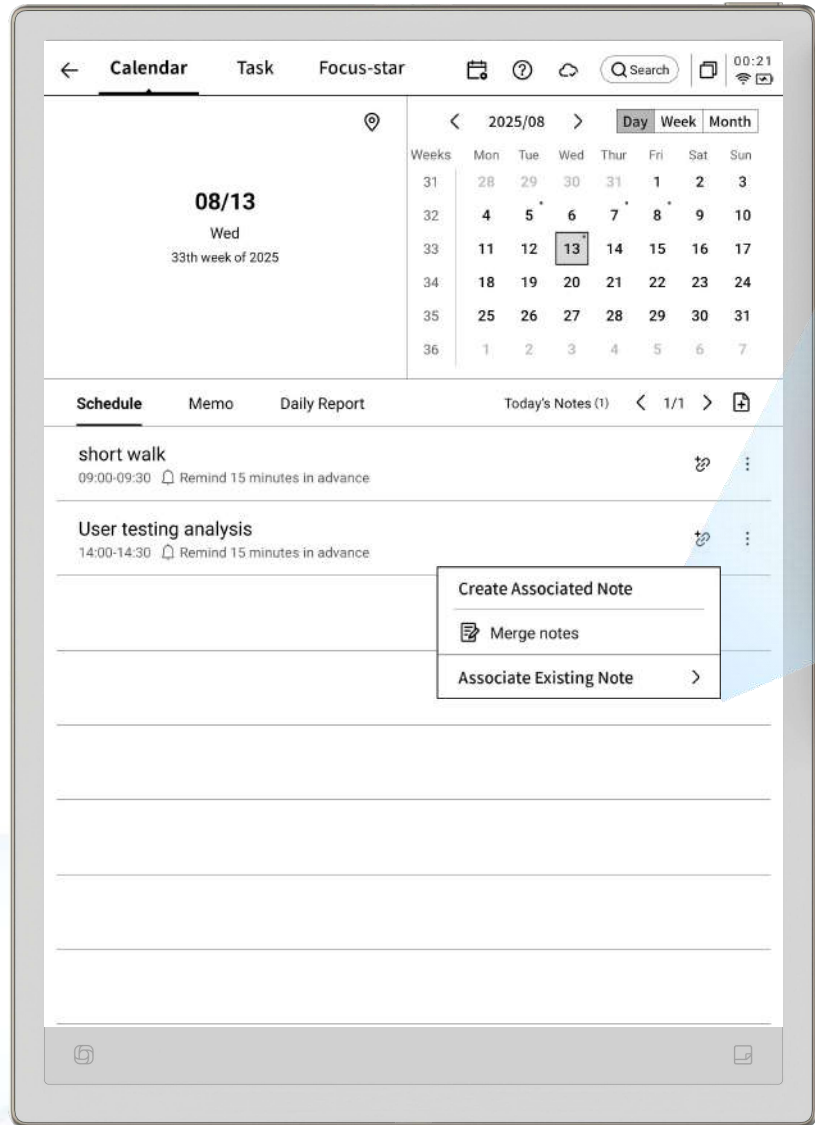 Calendar Task Focus-star Search 00:21
2025/08 Day Week Month
Weeks Mon Tue Wed Thur Fri Sat Sun
31 28 29 30 31 1 2 3
08/13
32 4 5 6 7 8 9 10
Wed
33th week of 2025
33 11 12 13 14 15 16 17
34 18 19 20 21 22 23 24
35 25 26 27 28 29 30 31
36 1 2 3 4 5 6 7
Schedule Memo Daily Report Today's Notes (1) 1/1
short walk
09:00-09:30 Remind 15 minutes in advance
User testing analysis
14:00-14:30 Remind 15 minutes in advance
Create Associated Note
Merge notes
Associate Existing Note